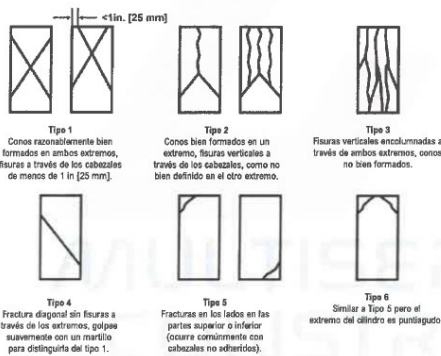 <1in. [25 mm]
Tipo 1
Conos razonablemente bien
formados en ambos extremos,
fisuras a través de los cabezales
de menos de 1 in [25 mm].
Tipo 2
Conos bien formados en un
extremo, fisuras verticales a
través de los cabezales, como no
bien definido en el otro extremo.
Tipo 3
Fisuras verticales encolumnadas a
través de ambos extremos, conos
no bien formados.
Tipo 4
Fractura diagonal sin fisuras a
través de los extremos, golpee
suavemente con un martillo
para distinguirla del tipo 1.
Tipo 5
Fracturas en los lados en las
partes superior o inferior
(ocurre comúnmente con
cabezales no adheridos).
Tipo 6
Similar a Tipo 5 pero el
extremo del cilindro es puntiagudo